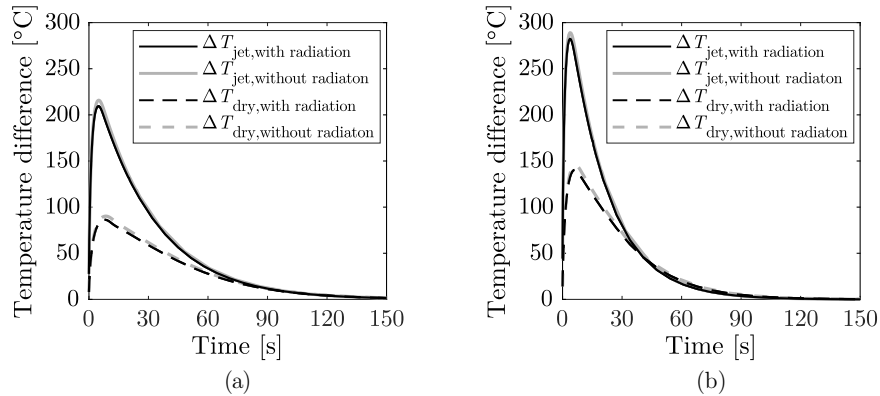 Temperature difference [°C]
300
250
200
150
100
50
0
ΔT_jet,with radiation
ΔT_jet,without radiaton
ΔT_dry,with radiation
ΔT_dry,without radiaton
0 30 60 90 120 150
Time [s]
(a)
Temperature difference [°C]
300
250
200
150
100
50
0
ΔT_jet,with radiation
ΔT_jet,without radiaton
ΔT_dry,with radiation
ΔT_dry,without radiaton
0 30 60 90 120 150
Time [s]
(b)